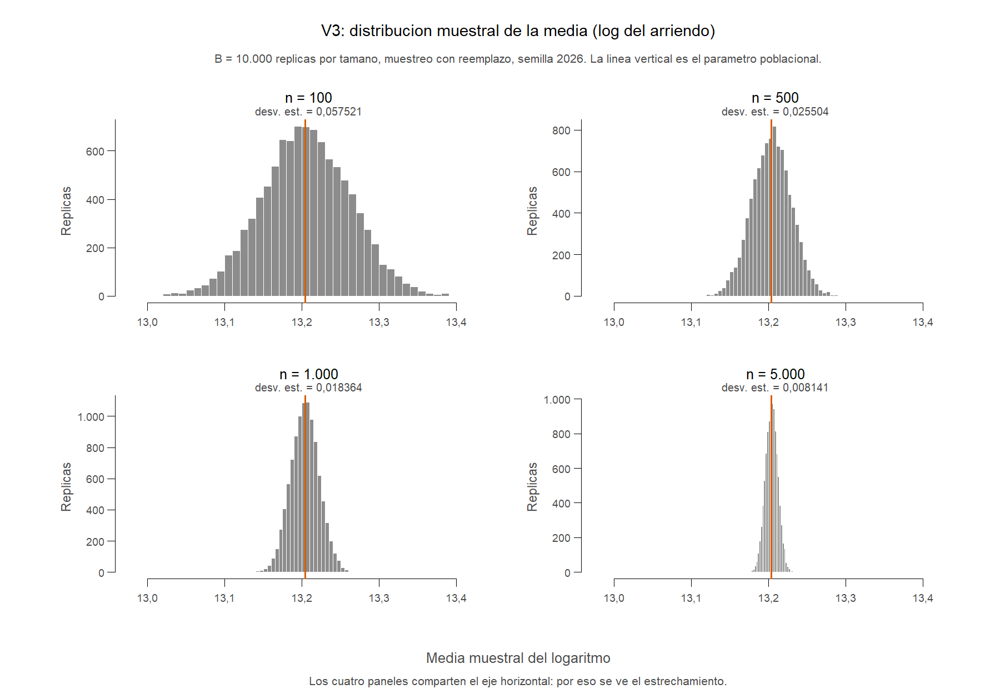 V3: distribucion muestral de la media (log del arriendo)
B = 10.000 replicas por tamano, muestreo con reemplazo, semilla 2026. La linea vertical es el parametro poblacional.
n = 100
desv. est. = 0,057521
600
400
200
0
Replicas
13,0 13,1 13,2 13,3 13,4
n = 500
desv. est. = 0,025504
800
600
400
200
0
Replicas
13,0 13,1 13,2 13,3 13,4
n = 1.000
desv. est. = 0,018364
1.000
800
600
400
200
0
Replicas
13,0 13,1 13,2 13,3 13,4
n = 5.000
desv. est. = 0,008141
1.000
800
600
400
200
0
Replicas
13,0 13,1 13,2 13,3 13,4
Media muestral del logaritmo
Los cuatro paneles comparten el eje horizontal: por eso se ve el estrechamiento.